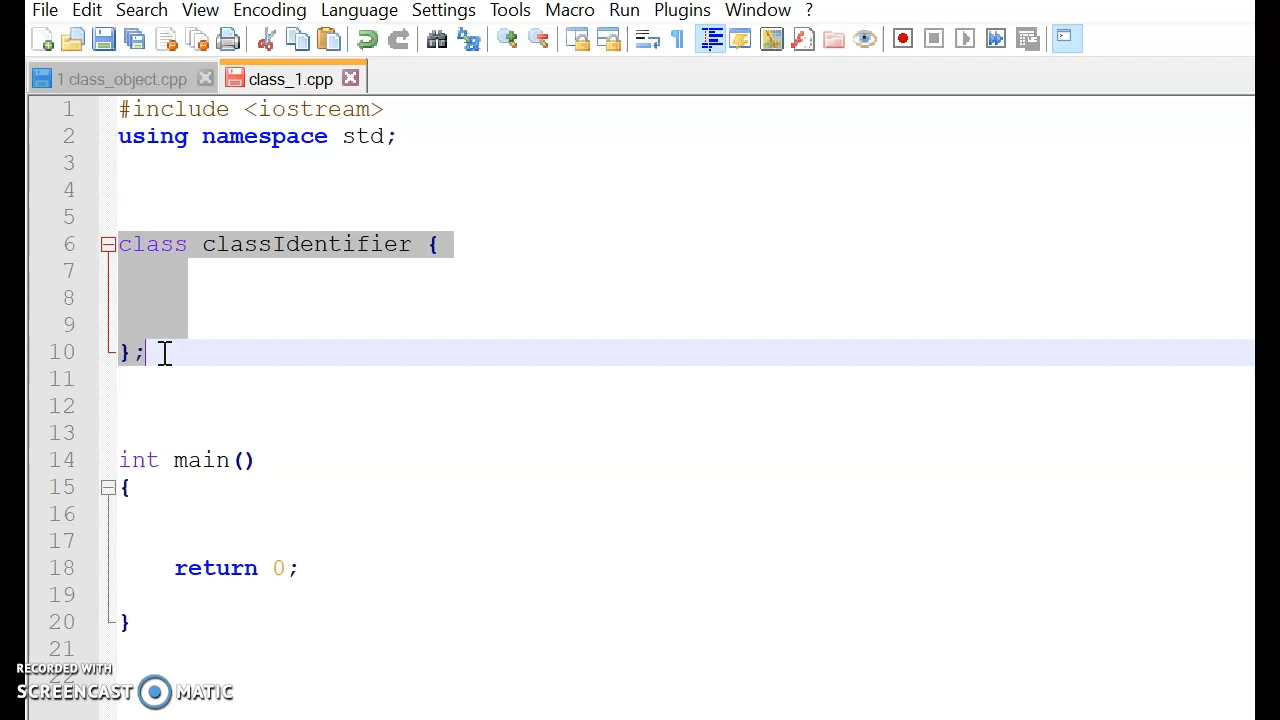 File Edit Search View Encoding Language Settings Tools Macro Run Plugins Window ?
1 class_object.cpp class_1.cpp
1 #include <iostream>
2 using namespace std;
3
4
5
6 class classIdentifier {
7
8
9
10 };
11
12
13
14 int main()
15 {
16
17
18 return 0;
19
20 }
21
RECORDED WITH
22
SCREENCAST MATIC